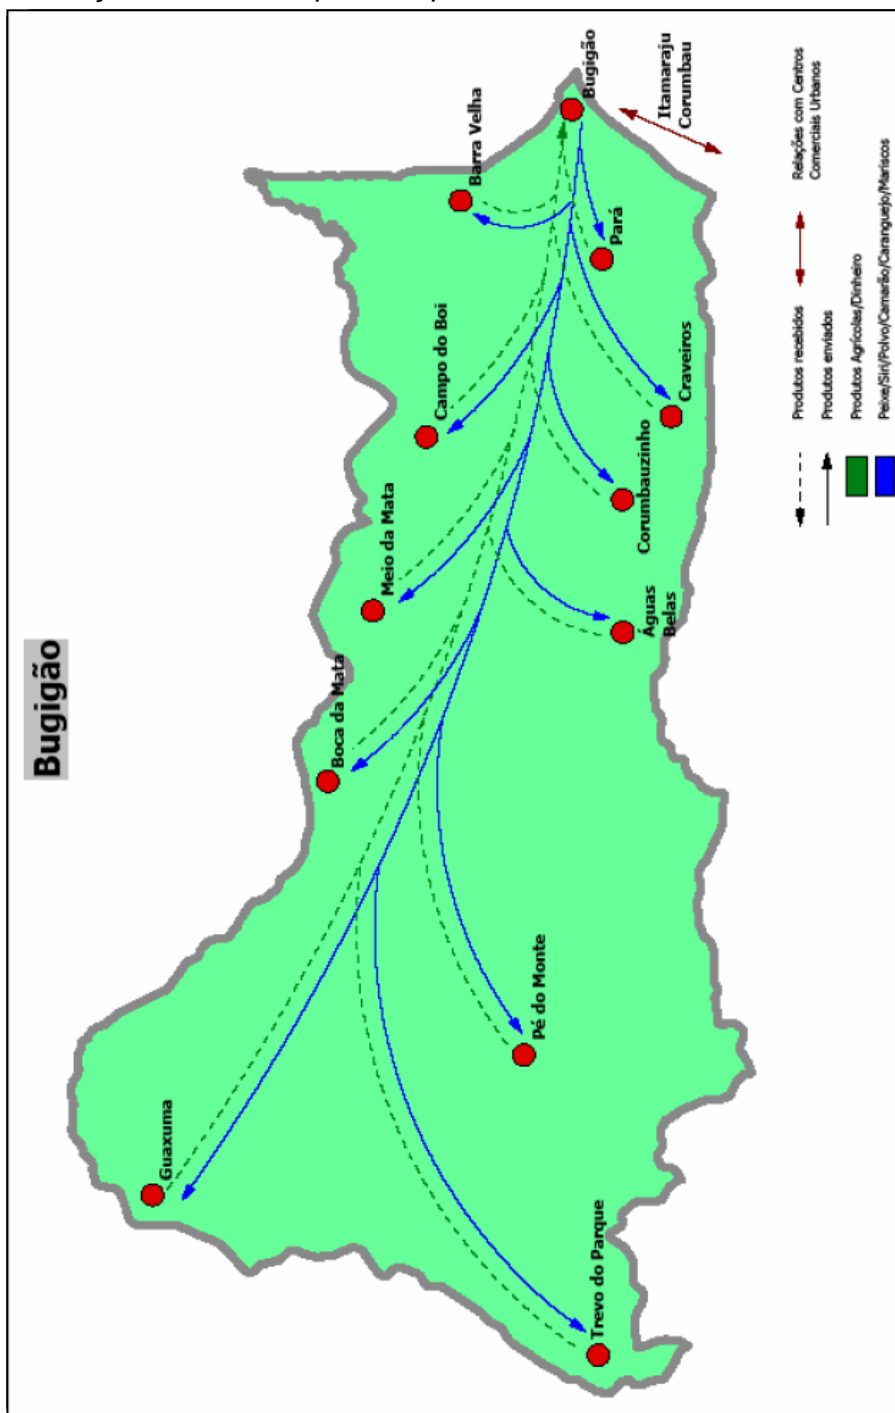 Bugigão
Bugigão
Itamaraju
Corumbau
Barra Velha
Pará
Campo do Boi
Craveiros
Corumbauzinho
Meio da Mata
Águas
Belas
Boca da Mata
Pé do Monte
Guaxuma
Trevo do Parque
Produtos recebidos
Produtos enviados
Produtos Agrícolas/Dinheiro
Peixe/Siri/Polvo/Camarão/Caranguejo/Mariscos
Relações com Centros
Comerciais Urbanos